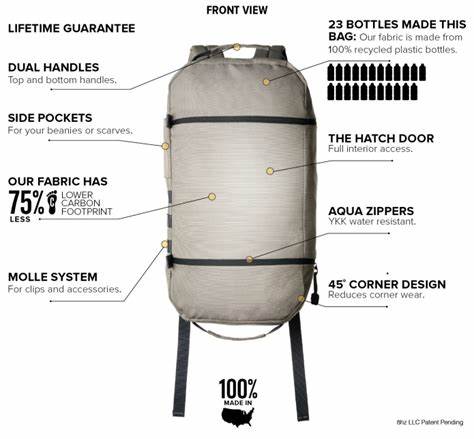 FRONT VIEW
LIFETIME GUARANTEE
DUAL HANDLES
Top and bottom handles.
SIDE POCKETS
For your beanies or scarves.
OUR FABRIC HAS
75% LOWER
CARBON
LESS FOOTPRINT
MOLLE SYSTEM
For clips and accessories.
23 BOTTLES MADE THIS
BAG: Our fabric is made from
100% recycled plastic bottles.
THE HATCH DOOR
Full interior access.
AQUA ZIPPERS
YKK water resistant.
45° CORNER DESIGN
Reduces corner wear.
100%
MADE IN
8hz LLC Patent Pending